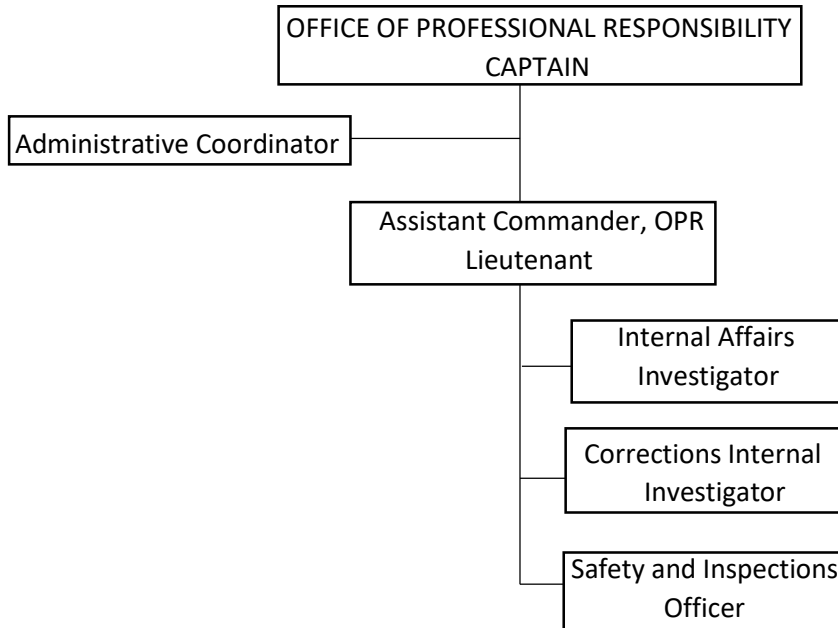 OFFICE OF PROFESSIONAL RESPONSIBILITY
CAPTAIN
Administrative Coordinator
Assistant Commander, OPR
Lieutenant
Internal Affairs
Investigator
Corrections Internal
Investigator
Safety and Inspections
Officer